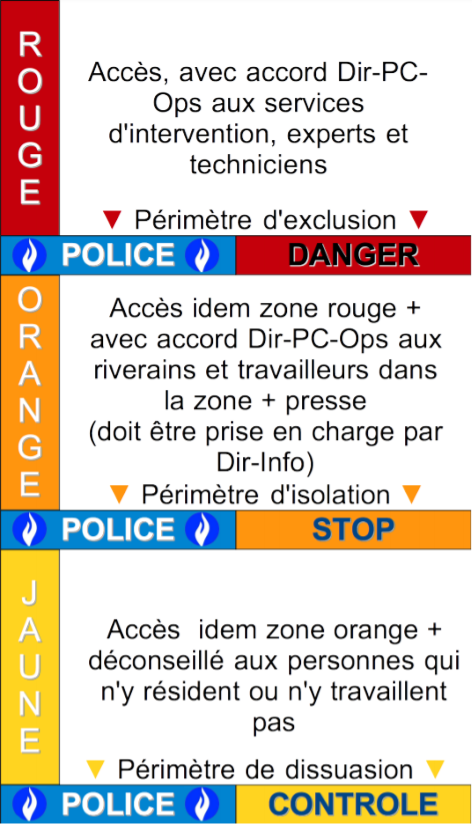 ROUGE
Accès, avec accord Dir-PC-
Ops aux services
d'intervention, experts et
techniciens
▼ Périmètre d'exclusion ▼
POLICE DANGER
ORANGE
Accès idem zone rouge +
avec accord Dir-PC-Ops aux
riverains et travailleurs dans
la zone + presse
(doit être prise en charge par
Dir-Info)
▼ Périmètre d'isolation ▼
POLICE STOP
JAUNE
Accès idem zone orange +
déconseillé aux personnes qui
n'y résident ou n'y travaillent
pas
▼ Périmètre de dissuasion ▼
POLICE CONTROLE